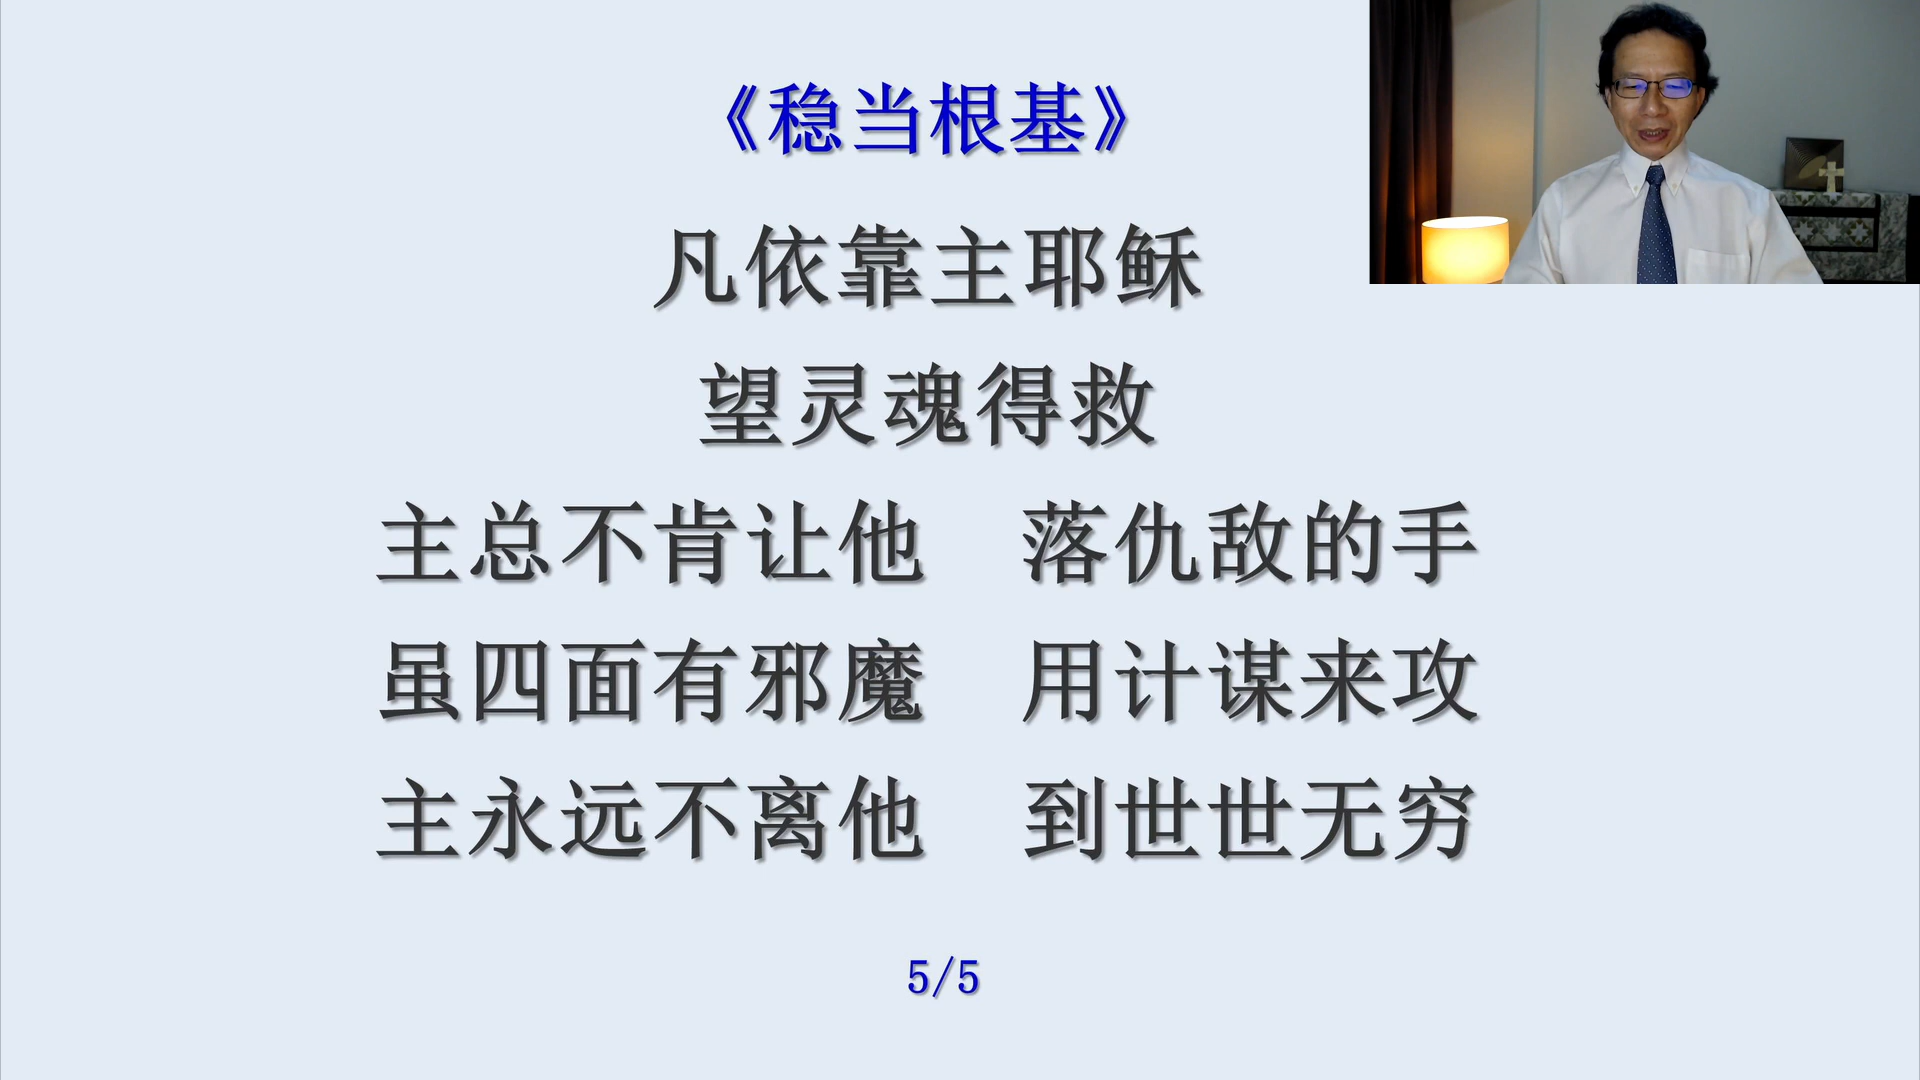 《稳当根基》
凡依靠主耶稣
望灵魂得救
主总不肯让他　落仇敌的手
虽四面有邪魔　用计谋来攻
主永远不离他　到世世无穷
5/5